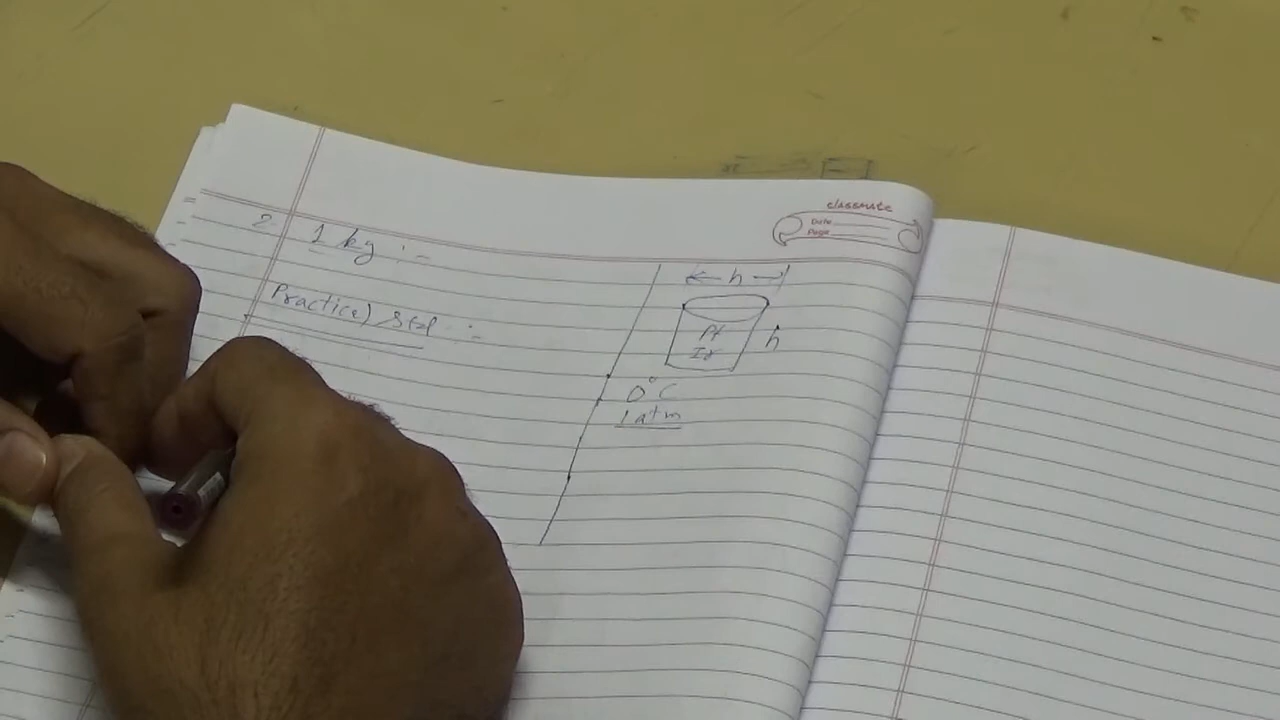 classmate
Date
Page
2. 1 kg :-
Practical Std :-
h
Pt
Ir
h
0°C
1 atm